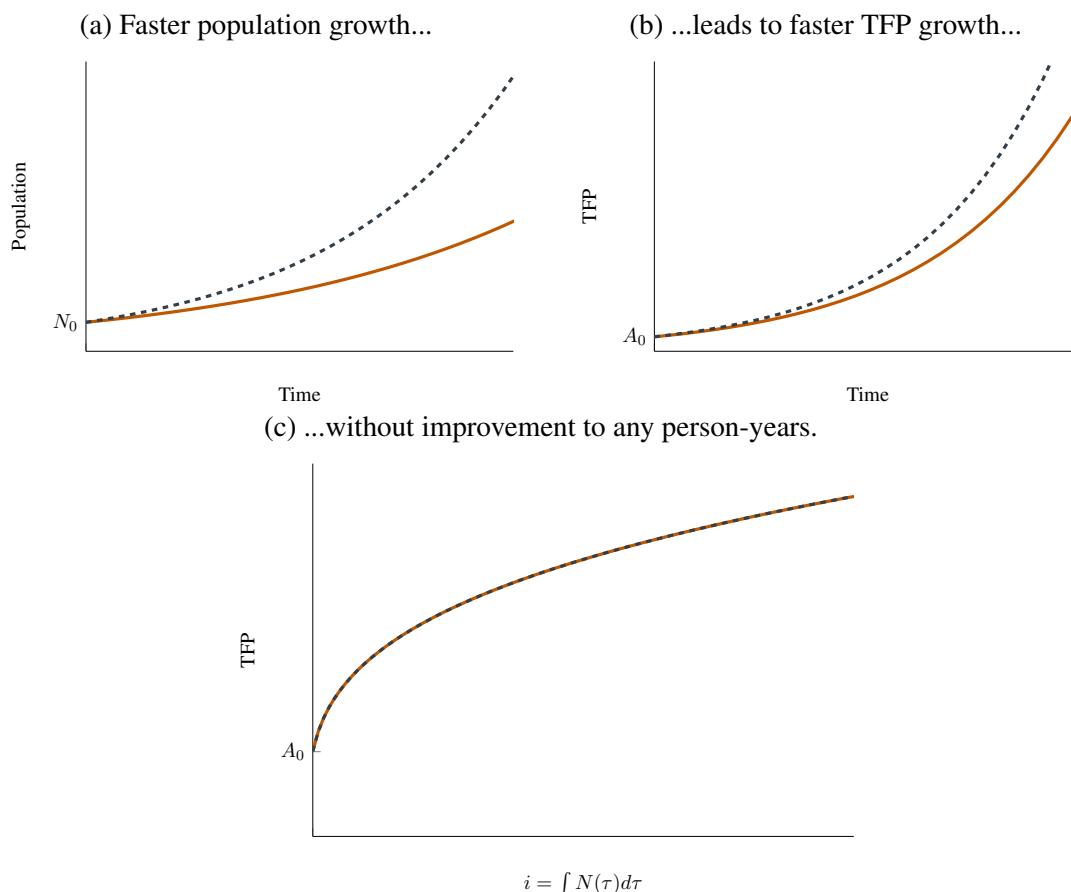 (a) Faster population growth...
Population
N₀
Time
(b) ...leads to faster TFP growth...
TFP
A₀
Time
(c) ...without improvement to any person-years.
TFP
A₀
i = ∫ N(τ)dτ